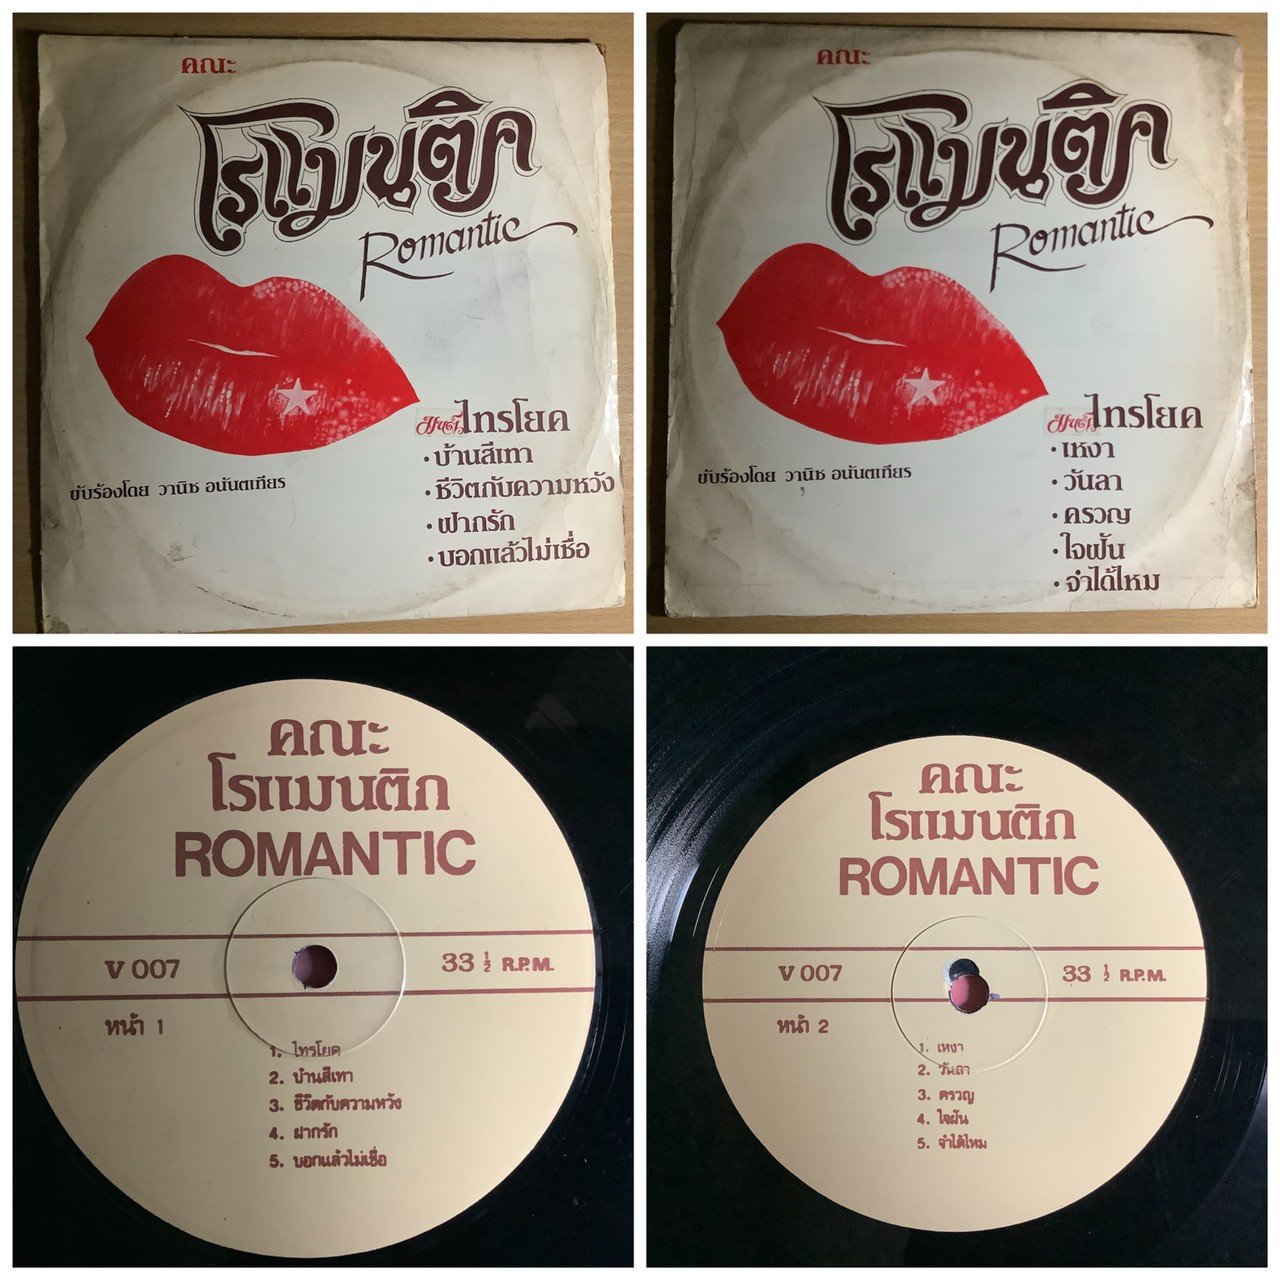 คณะ
โรแมนติค
Romantic
มนต์ไทรโยค
· บ้านสีเทา
· ชีวิตกับความหวัง
· ฝากรัก
· บอกแล้วไม่เชื่อ
ขับร้องโดย วานิช อนันตเทียร
คณะ
โรแมนติค
Romantic
มนต์ไทรโยค
· เหงา
· วันลา
· ครวญ
· ใจฝัน
· จำได้ไหม
ขับร้องโดย วานิช อนันตเทียร
คณะ
โรแมนติก
ROMANTIC
V 007
33 1/2 R.P.M.
หน้า 1
1. ไทรโยค
2. บ้านสีเทา
3. ชีวิตกับความหวัง
4. ฝากรัก
5. บอกแล้วไม่เชื่อ
คณะ
โรแมนติก
ROMANTIC
V 007
33 1/2 R.P.M.
หน้า 2
1. เหงา
2. วันลา
3. ครวญ
4. ใจฝัน
5. จำได้ไหม